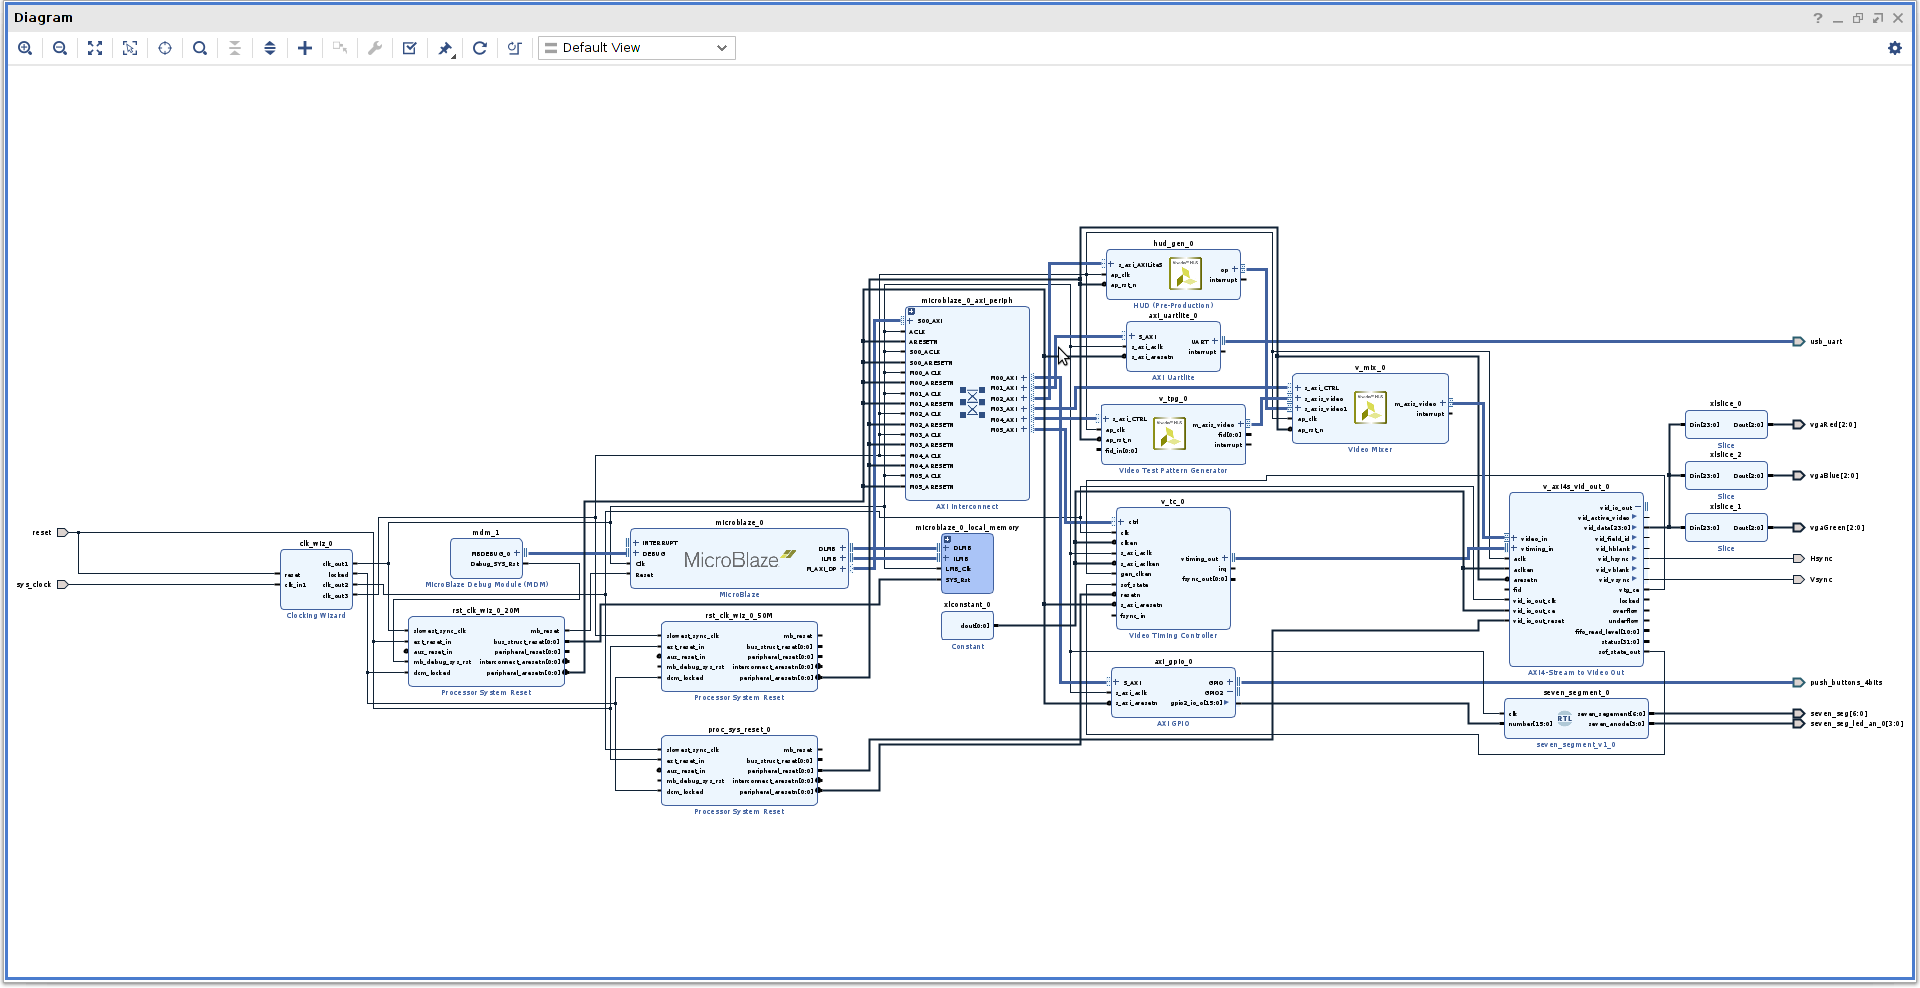 Diagram
Default View
reset
sys_clock
clk_wiz_0
reset
clk_in1
clk_out1
locked
clk_out2
clk_out3
Clocking Wizard
mdm_1
MBDEBUG_0
Debug_SYS_Rst
MicroBlaze Debug Module (MDM)
rst_clk_wiz_0_20M
slowest_sync_clk
ext_reset_in
aux_reset_in
mb_debug_sys_rst
dcm_locked
mb_reset
bus_struct_reset[0:0]
peripheral_reset[0:0]
interconnect_aresetn[0:0]
peripheral_aresetn[0:0]
Processor System Reset
microblaze_0
INTERRUPT
DEBUG
Clk
Reset
MicroBlaze
DLMB
ILMB
M_AXI_DP
MicroBlaze
rst_clk_wiz_0_50M
slowest_sync_clk
ext_reset_in
aux_reset_in
mb_debug_sys_rst
dcm_locked
mb_reset
bus_struct_reset[0:0]
peripheral_reset[0:0]
interconnect_aresetn[0:0]
peripheral_aresetn[0:0]
Processor System Reset
proc_sys_reset_0
slowest_sync_clk
ext_reset_in
aux_reset_in
mb_debug_sys_rst
dcm_locked
mb_reset
bus_struct_reset[0:0]
peripheral_reset[0:0]
interconnect_aresetn[0:0]
peripheral_aresetn[0:0]
Processor System Reset
microblaze_0_axi_periph
S00_AXI
ACLK
ARESETN
S00_ACLK
S00_ARESETN
M00_ACLK
M00_ARESETN
M01_ACLK
M01_ARESETN
M02_ACLK
M02_ARESETN
M03_ACLK
M03_ARESETN
M04_ACLK
M04_ARESETN
M05_ACLK
M05_ARESETN
M00_AXI
M01_AXI
M02_AXI
M03_AXI
M04_AXI
M05_AXI
AXI Interconnect
microblaze_0_local_memory
DLMB
ILMB
LMB_Clk
SYS_Rst
xlconstant_0
dout[0:0]
Constant
hud_gen_0
s_axi_AXILiteS
ap_clk
ap_rst_n
op
interrupt
HUD (Pre-Production)
axi_uartlite_0
S_AXI
s_axi_aclk
s_axi_aresetn
UART
interrupt
AXI Uartlite
v_tpg_0
s_axi_CTRL
ap_clk
ap_rst_n
fid_in[0:0]
m_axis_video
fid[0:0]
interrupt
Video Test Pattern Generator
v_tc_0
ctrl
clk
clken
s_axi_aclk
s_axi_aclken
gen_clken
sof_state
resetn
s_axi_aresetn
fsync_in
vtiming_out
irq
fsync_out[0:0]
Video Timing Controller
axi_gpio_0
S_AXI
s_axi_aclk
s_axi_aresetn
GPIO
GPIO2
gpio2_io_o[15:0]
AXI GPIO
v_mix_0
s_axi_CTRL
s_axis_video
s_axis_video1
ap_clk
ap_rst_n
m_axis_video
interrupt
Video Mixer
v_axi4s_vid_out_0
video_in
vtiming_in
aclk
aclken
aresetn
fid
vid_io_out_clk
vid_io_out_ce
vid_io_out_reset
vid_io_out
vid_active_video
vid_data[23:0]
vid_field_id
vid_hblank
vid_hsync
vid_vblank
vid_vsync
vtg_ce
locked
overflow
underflow
fifo_read_level[10:0]
status[31:0]
sof_state_out
AXI4-Stream to Video Out
seven_segment_0
clk
number[15:0]
RTL
seven_segment[6:0]
seven_anode[3:0]
seven_segment_v1_0
xlslice_0
Din[23:0]
Dout[2:0]
Slice
xlslice_2
Din[23:0]
Dout[2:0]
Slice
xlslice_1
Din[23:0]
Dout[2:0]
Slice
usb_uart
vgaRed[2:0]
vgaBlue[2:0]
vgaGreen[2:0]
Hsync
Vsync
push_buttons_4bits
seven_seg[6:0]
seven_seg_led_an_0[3:0]